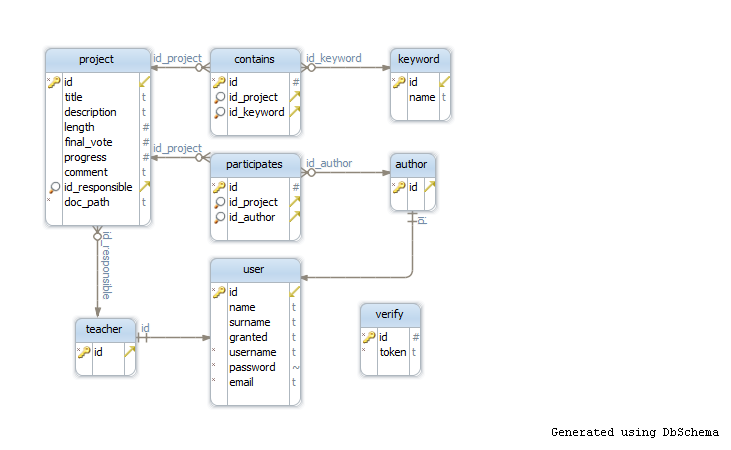 project
id
title t
description t
length #
final_vote #
progress #
comment t
id_responsible
doc_path t
id_project
contains
id #
id_project
id_keyword
id_keyword
keyword
id
name t
id_project
participates
id #
id_project
id_author
id_author
author
id
id
id_responsible
teacher
id
id
user
id
name t
surname t
granted t
username t
password ~
email t
verify
id #
token t
Generated using DbSchema